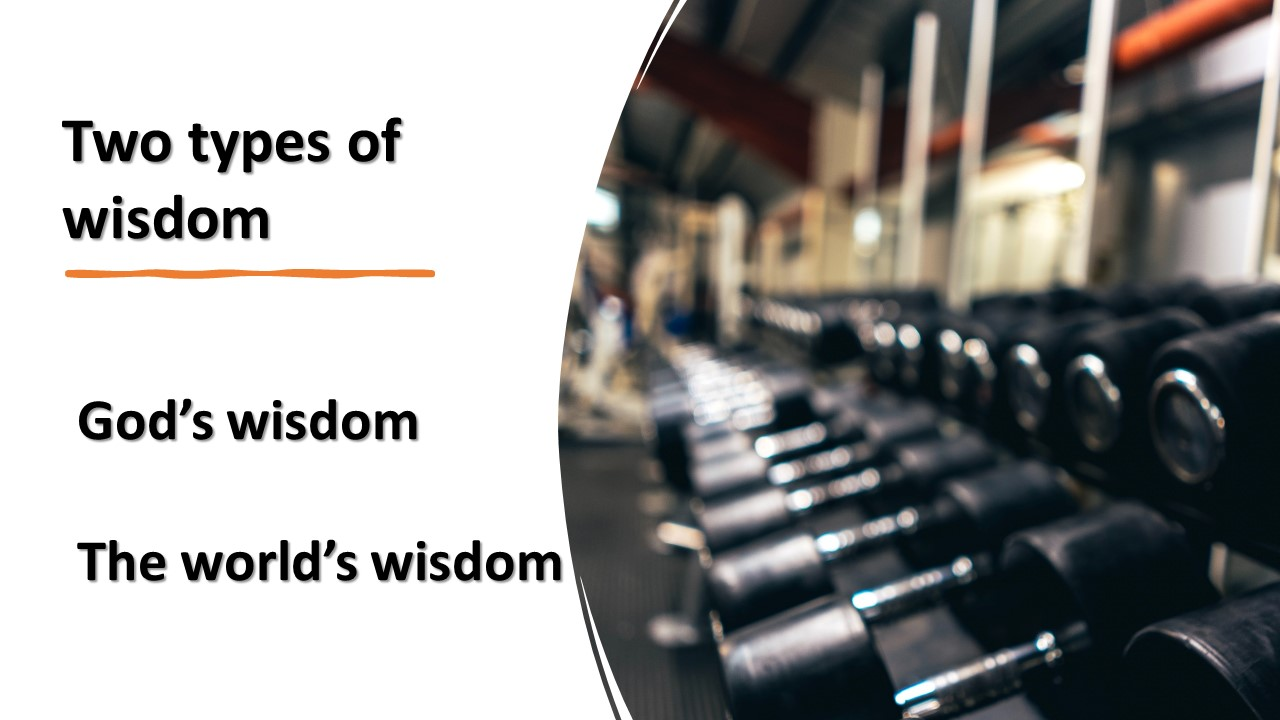 Two types of
wisdom
God’s wisdom
The world’s wisdom